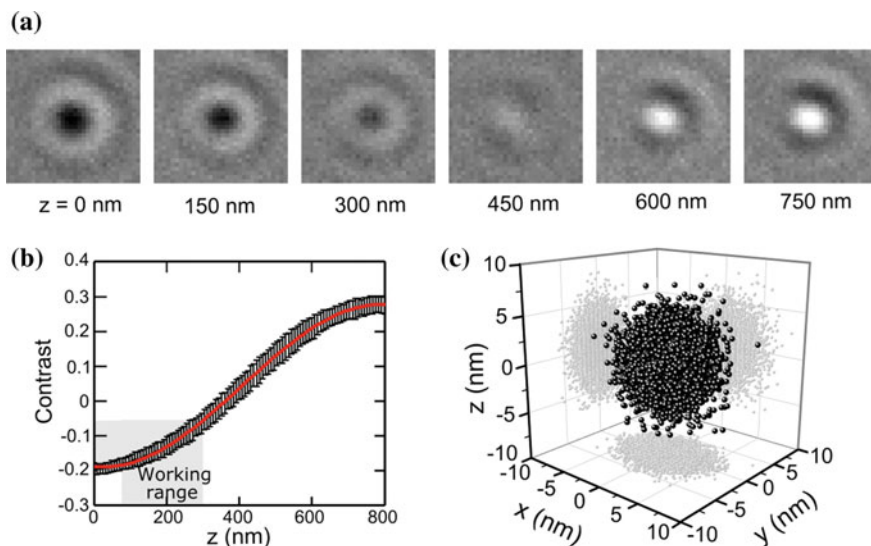 (a)
z = 0 nm 150 nm 300 nm 450 nm 600 nm 750 nm
(b)
0.4
0.3
0.2
0.1
0
-0.1
-0.2
-0.3
Contrast
Working
range
0 200 400 600 800
z (nm)
(c)
10
5
0
-5
-10
z (nm)
-10 -5 0 5 10
x (nm)
-10 -5 0 5 10
y (nm)